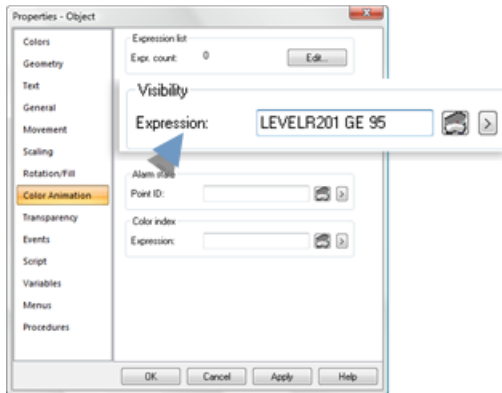 Properties - Object
Colors
Geometry
Text
General
Movement
Scaling
Rotation/Fill
Color Animation
Transparency
Events
Script
Variables
Menus
Procedures
Expression list
Expr. count: 0 Edit...
Visibility
Expression: LEVELR201 GE 95 >
Alarm state
Point ID: >
Color index
Expression: >
OK Cancel Apply Help